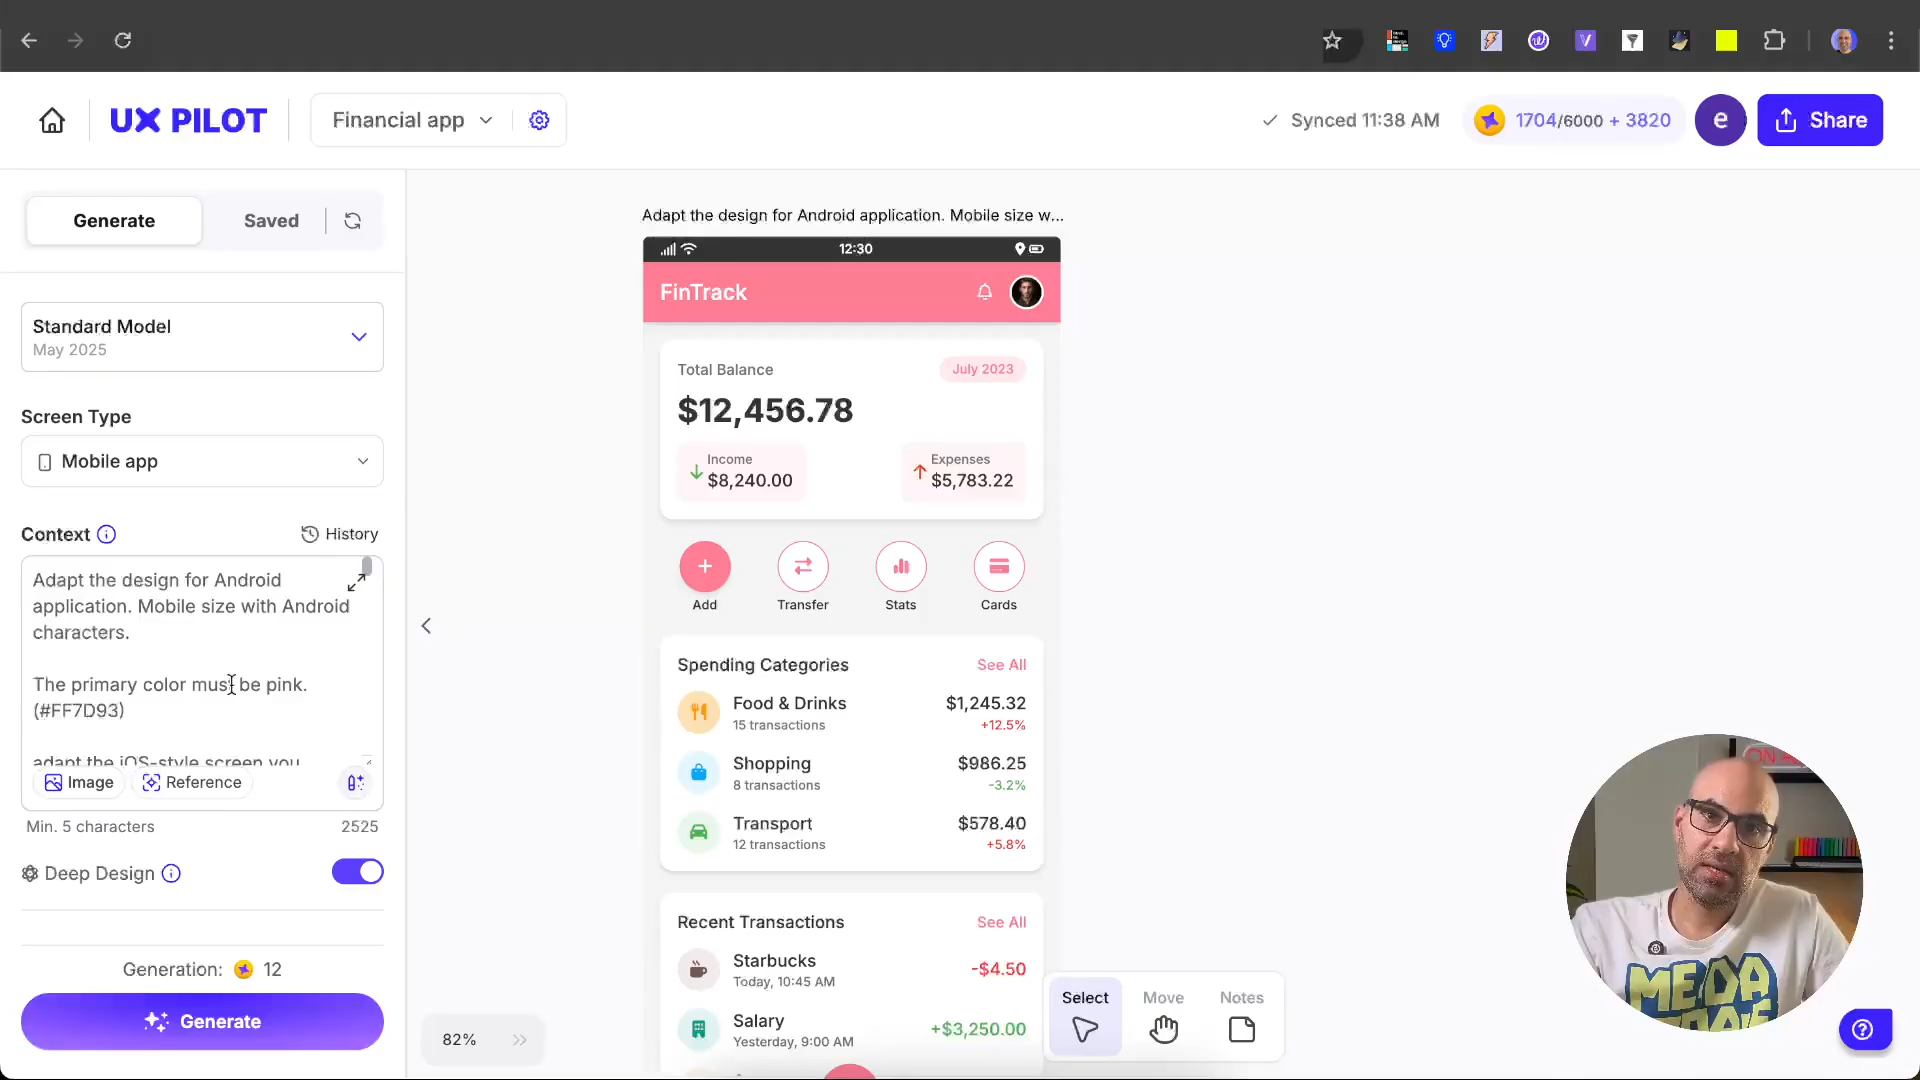 UX PILOT
Financial app
Synced 11:38 AM
1704/6000 + 3820
e
Share
Generate
Saved
Standard Model
May 2025
Screen Type
Mobile app
Context
History
Adapt the design for Android
application. Mobile size with Android
characters.
The primary color must be pink.
(#FF7D93)
adapt the iOS-style screen you
Image
Reference
Min. 5 characters
2525
Deep Design
Generation: 12
Generate
82%
Adapt the design for Android application. Mobile size w...
12:30
FinTrack
Total Balance
July 2023
$12,456.78
Income
$8,240.00
Expenses
$5,783.22
Add
Transfer
Stats
Cards
Spending Categories
See All
Food & Drinks
$1,245.32
15 transactions
+12.5%
Shopping
$986.25
8 transactions
-3.2%
Transport
$578.40
12 transactions
+5.8%
Recent Transactions
See All
Starbucks
-$4.50
Today, 10:45 AM
Salary
+$3,250.00
Yesterday, 9:00 AM
Select
Move
Notes